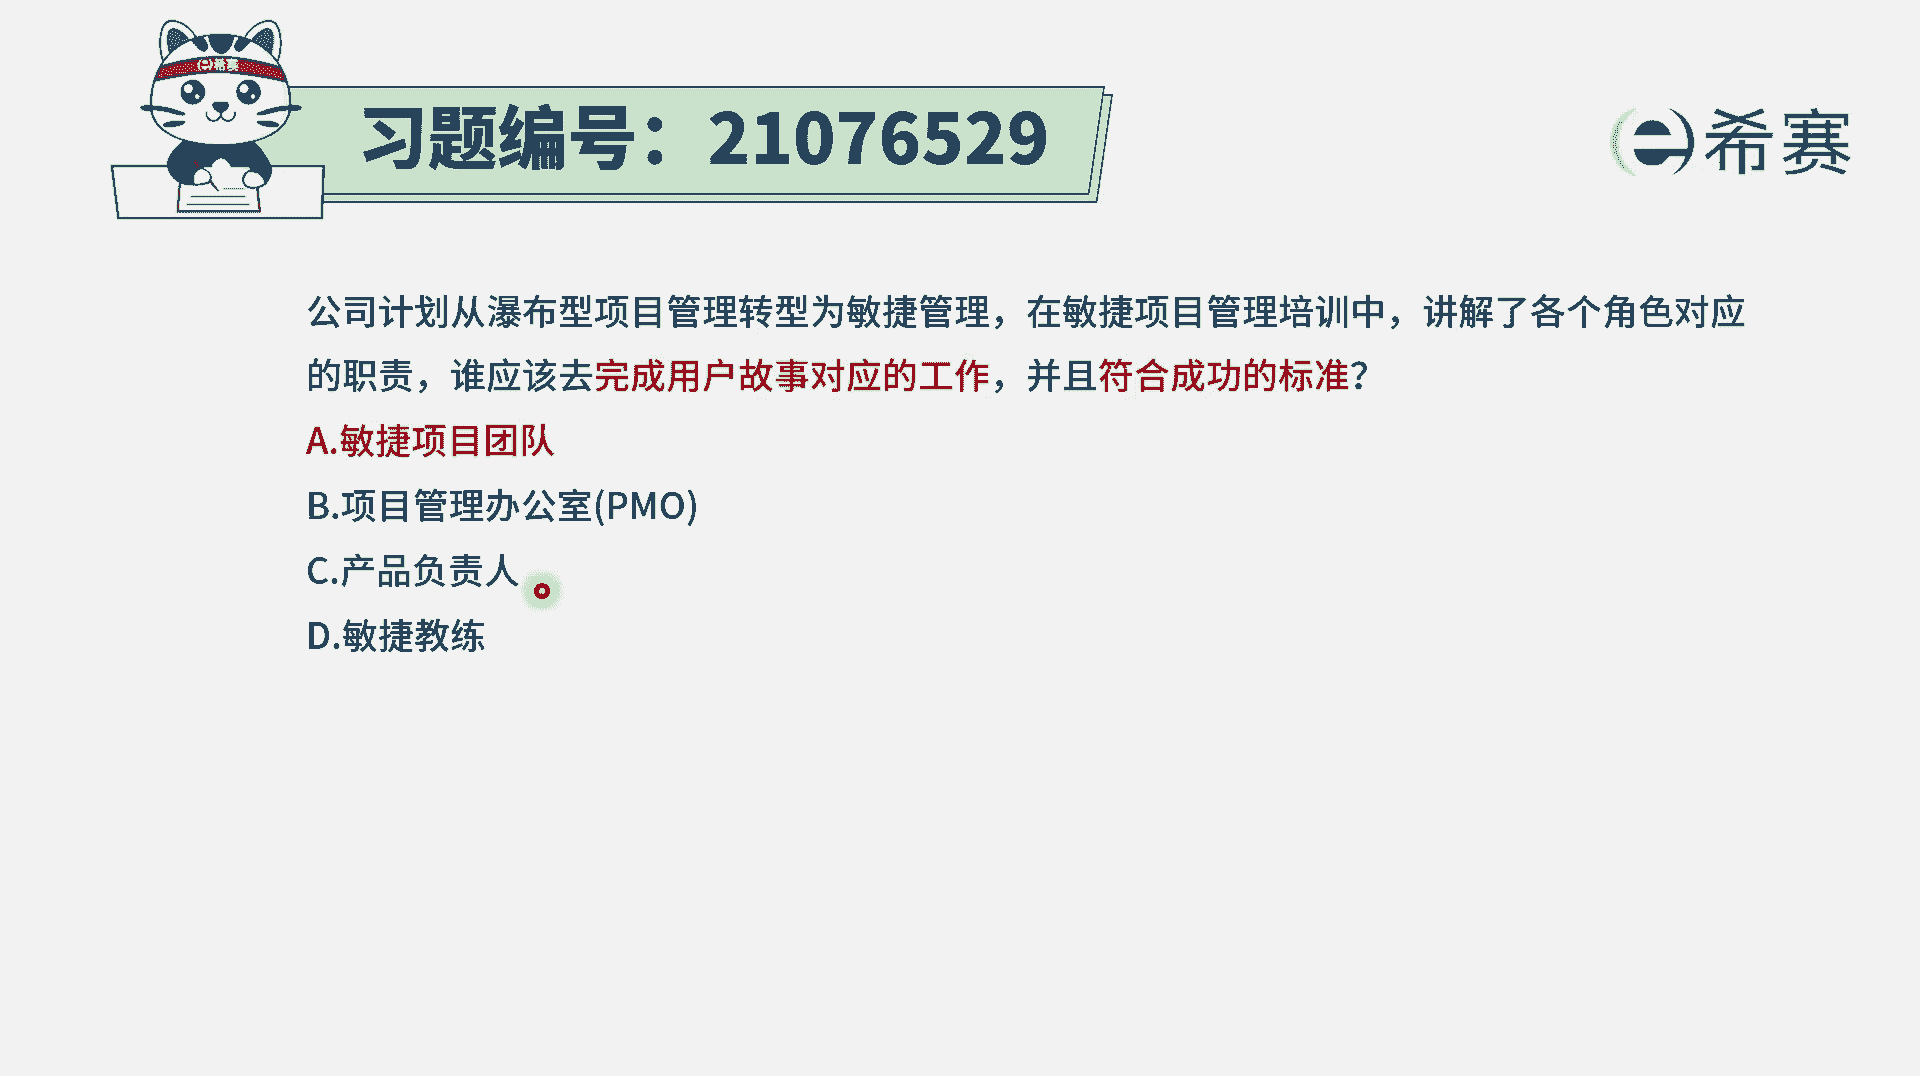 希赛
习题编号：21076529
希赛
公司计划从瀑布型项目管理转型为敏捷管理，在敏捷项目管理培训中，讲解了各个角色对应
的职责，谁应该去完成用户故事对应的工作，并且符合成功的标准？
A.敏捷项目团队
B.项目管理办公室(PMO)
C.产品负责人
D.敏捷教练